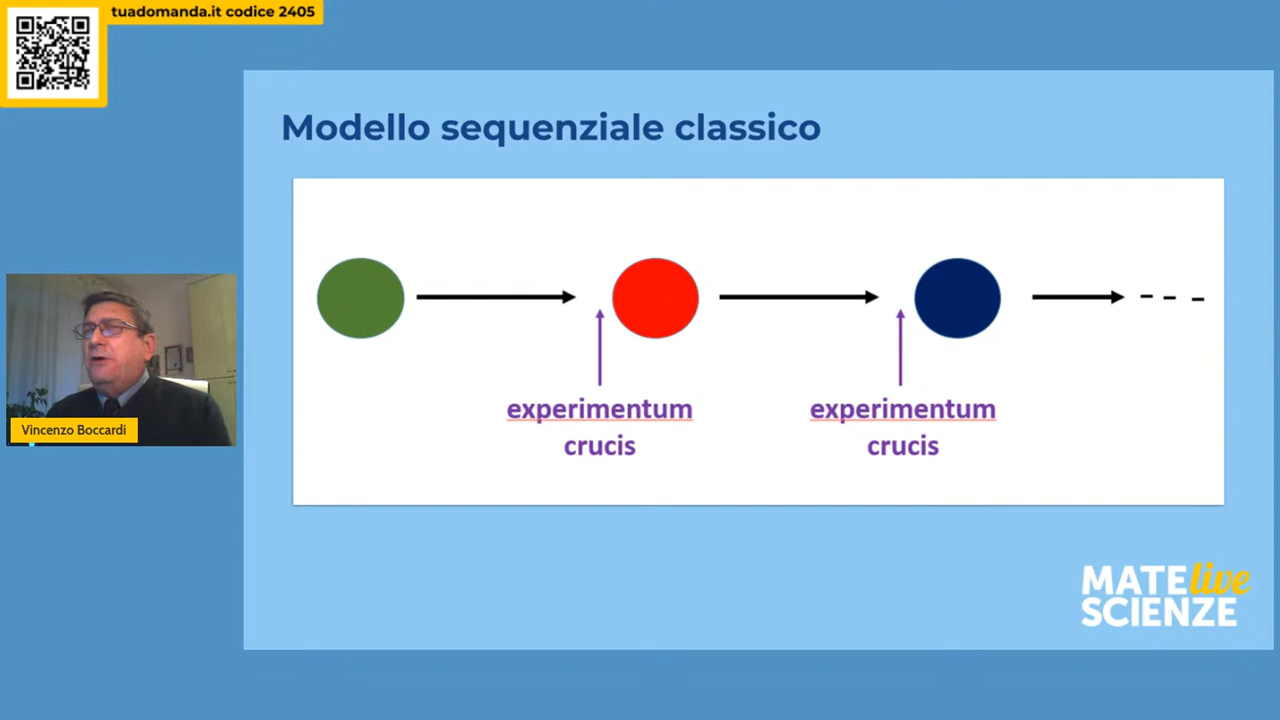 tuadomanda.it codice 2405
Modello sequenziale classico
experimentum
crucis
experimentum
crucis
Vincenzo Boccardi
MATE live
SCIENZE